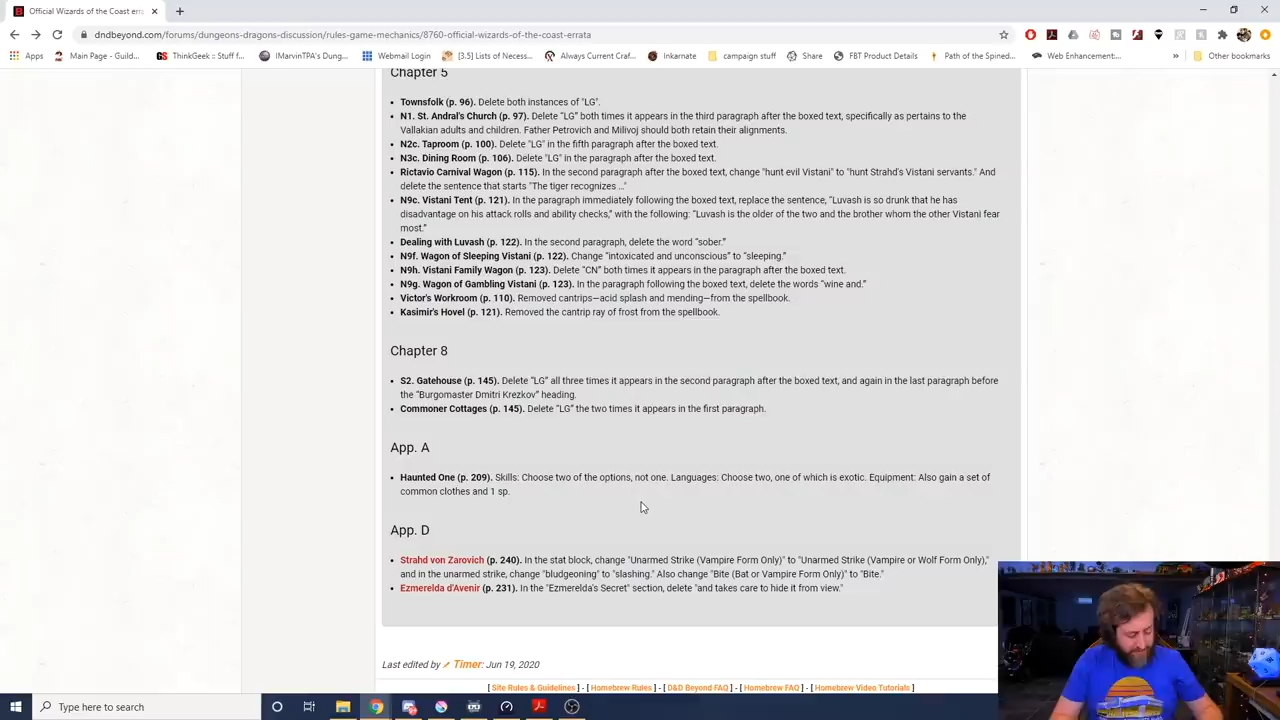 Official Wizarda of the Coast erra
dndbeyond.com/forums/dungeons-dragons-discussion/rules-game-mechanics/8760-official-wizards-of-the-coast-errata
Apps
Main Page - Guild...
ThinkGeek :: Stuff f...
IMarvinTPA's Dung...
Webmail Login
[3.5] Lists of Necess...
Always Current Craf...
Inkarnate
campaign stuff
Share
FBT Product Details
Path of the Spined...
Web Enhancement:...
»
Other bookmarks
Chapter 5
Townsfolk (p. 96). Delete both instances of "LG".
N1. St. Andral's Church (p. 97). Delete “LG” both times it appears in the third paragraph after the boxed text, specifically as pertains to the
Vallakian adults and children. Father Petrovich and Milivoj should both retain their alignments.
N2c. Taproom (p. 100). Delete "LG" in the fifth paragraph after the boxed text.
N3c. Dining Room (p. 106). Delete "LG" in the paragraph after the boxed text.
Rictavio Carnival Wagon (p. 115). In the second paragraph after the boxed text, change "hunt evil Vistani" to "hunt Strahd's Vistani servants." And
delete the sentence that starts "The tiger recognizes ..."
N9c. Vistani Tent (p. 121). In the paragraph immediately following the boxed text, replace the sentence, “Luvash is so drunk that he has
disadvantage on his attack rolls and ability checks,” with the following: “Luvash is the older of the two and the brother whom the other Vistani fear
most.”
Dealing with Luvash (p. 122). In the second paragraph, delete the word “sober.”
N9f. Wagon of Sleeping Vistani (p. 122). Change “intoxicated and unconscious” to “sleeping.”
N9h. Vistani Family Wagon (p. 123). Delete “CN” both times it appears in the paragraph after the boxed text.
N9g. Wagon of Gambling Vistani (p. 123). In the paragraph following the boxed text, delete the words “wine and.”
Victor's Workroom (p. 110). Removed cantrips—acid splash and mending—from the spellbook.
Kasimir's Hovel (p. 121). Removed the cantrip ray of frost from the spellbook.
Chapter 8
S2. Gatehouse (p. 145). Delete “LG” all three times it appears in the second paragraph after the boxed text, and again in the last paragraph before
the “Burgomaster Dmitri Krezkov” heading.
Commoner Cottages (p. 145). Delete “LG” the two times it appears in the first paragraph.
App. A
Haunted One (p. 209). Skills: Choose two of the options, not one. Languages: Choose two, one of which is exotic. Equipment: Also gain a set of
common clothes and 1 sp.
App. D
Strahd von Zarovich (p. 240). In the stat block, change "Unarmed Strike (Vampire Form Only)" to "Unarmed Strike (Vampire or Wolf Form Only),"
and in the unarmed strike, change "bludgeoning" to "slashing." Also change "Bite (Bat or Vampire Form Only)" to "Bite."
Ezmerelda d'Avenir (p. 231). In the "Ezmerelda's Secret" section, delete "and takes care to hide it from view."
Last edited by Timer: Jun 19, 2020
[ Site Rules & Guidelines ] - [ Homebrew Rules ] - [ D&D Beyond FAQ ] - [ Homebrew FAQ ] - [ Homebrew Video Tutorials ]
Type here to search